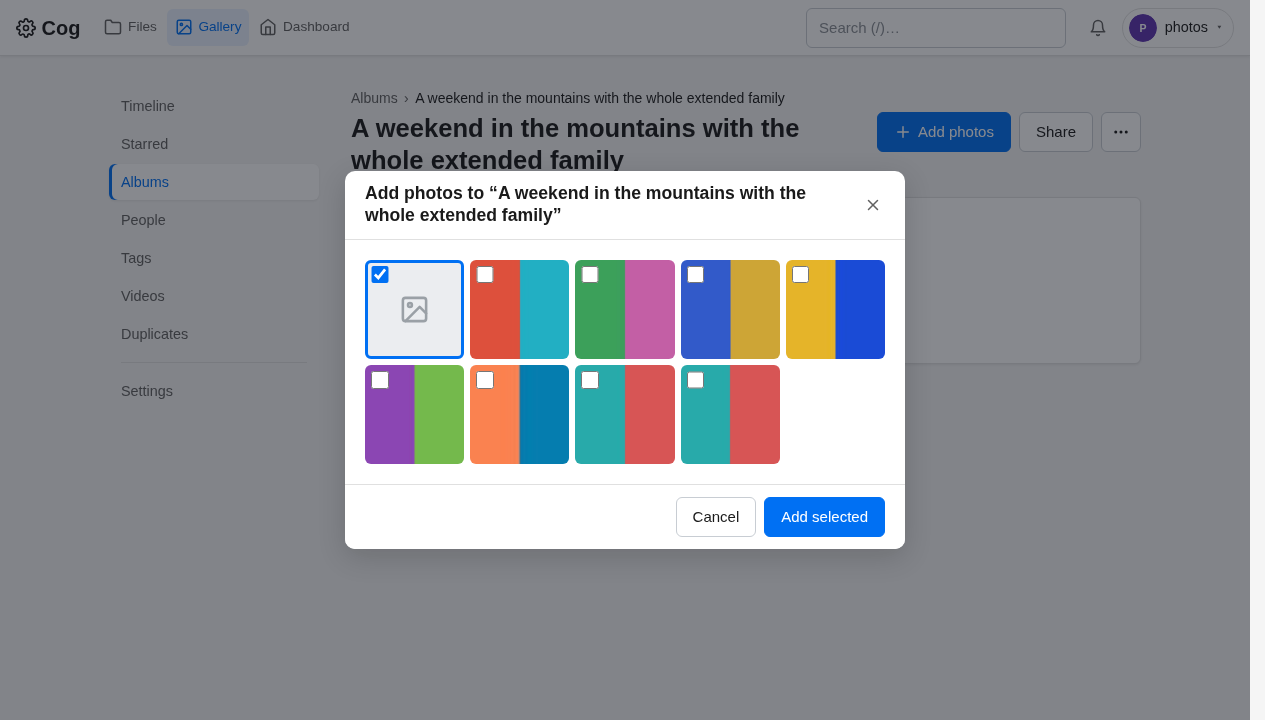 Cog
Files
Gallery
Dashboard
Search (/)…
P
photos
Timeline
Starred
Albums
People
Tags
Videos
Duplicates
Settings
Albums › A weekend in the mountains with the whole extended family
A weekend in the mountains with the
whole extended family
Add photos
Share
Add photos to “A weekend in the mountains with the
whole extended family”
Cancel
Add selected